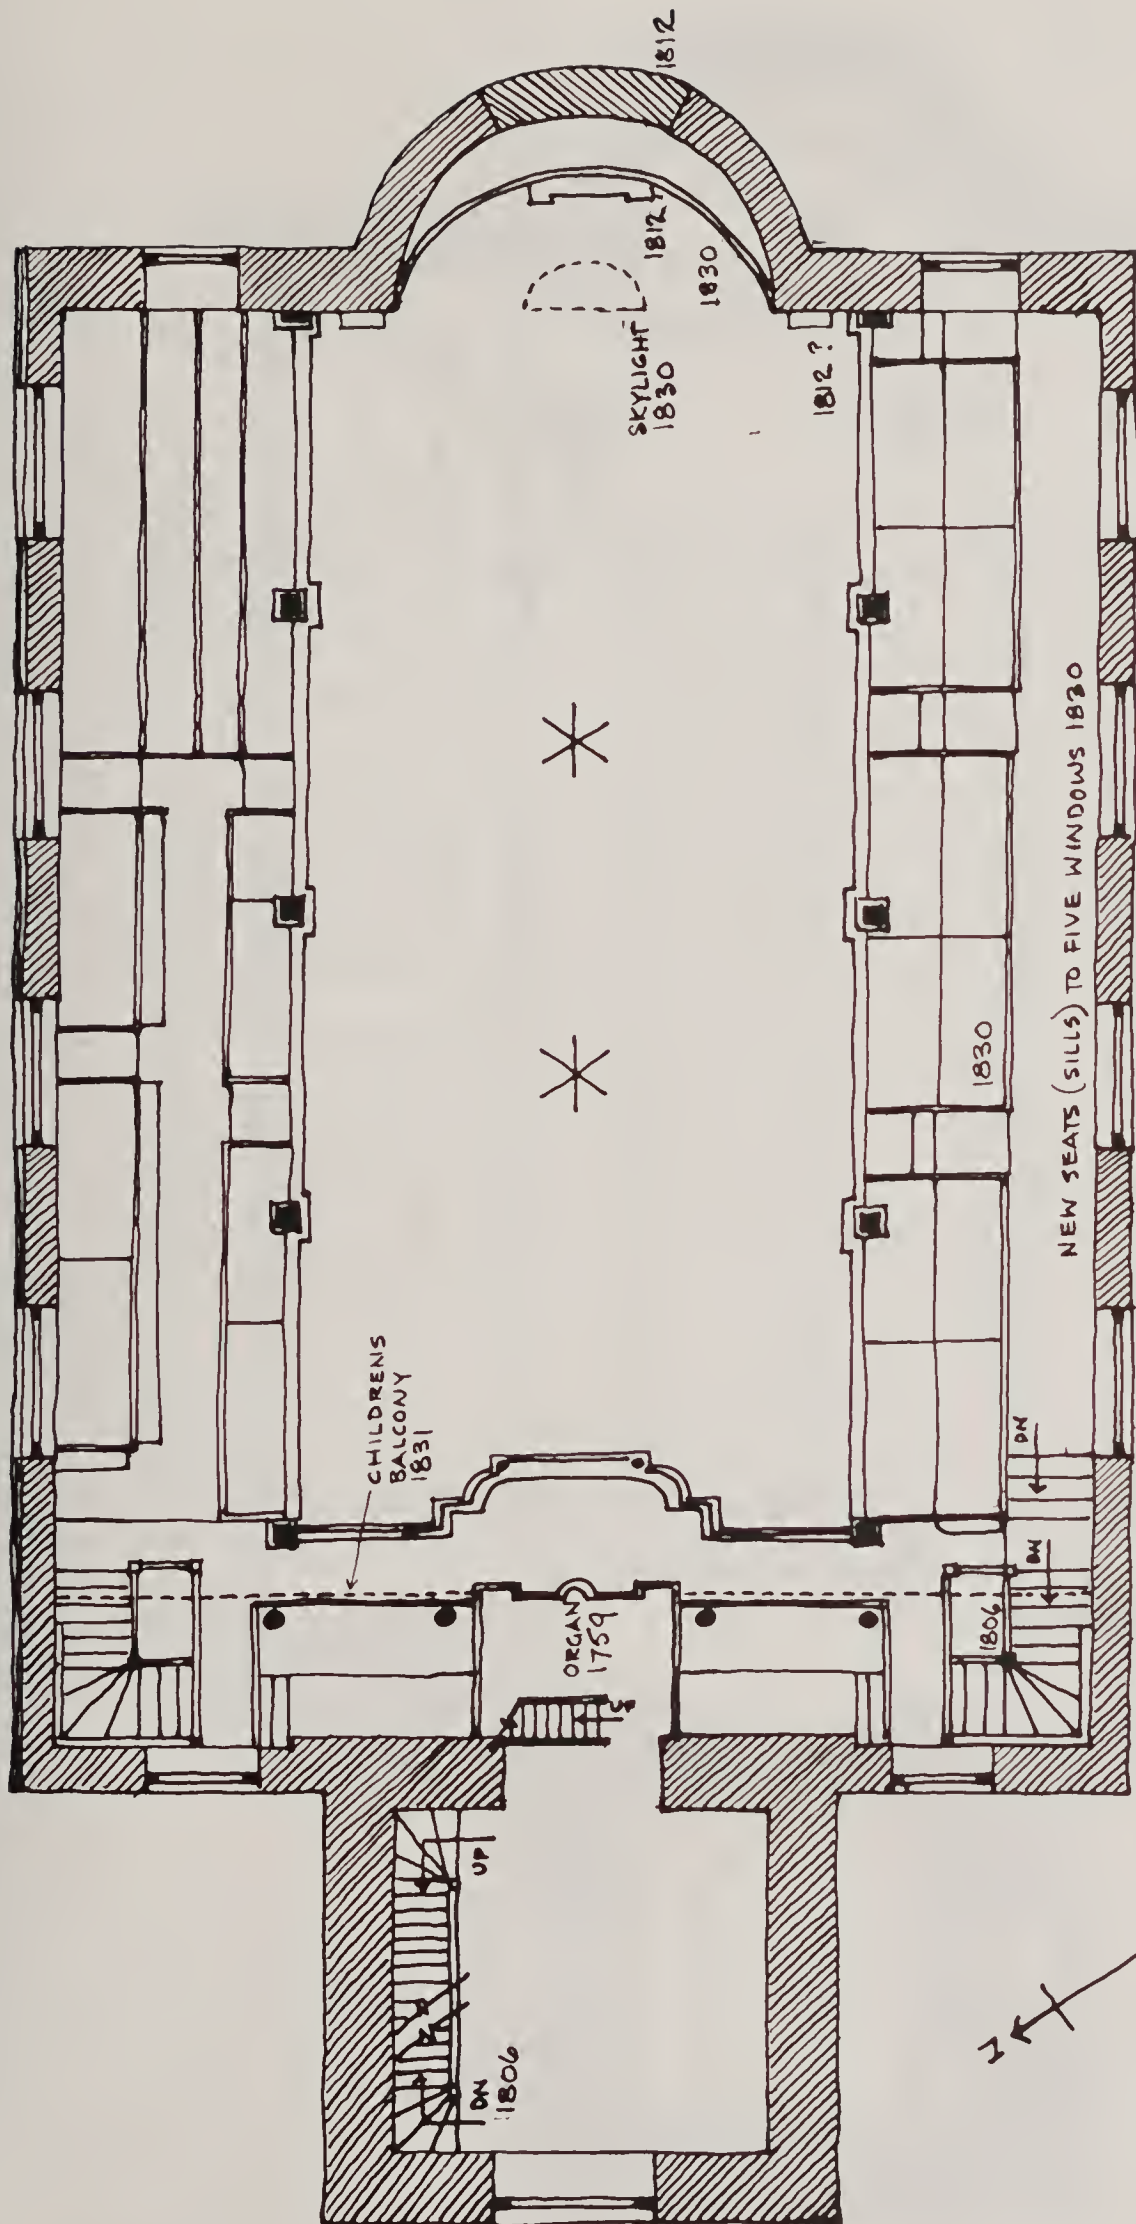 1812
1812
1830
SKYLIGHT
1830
1812?
NEW SEATS (SILLS) TO FIVE WINDOWS 1830
1830
CHILDRENS
BALCONY
1831
DN
DN
ORGAN
1759
1806
UP
UP
DN
1806
N